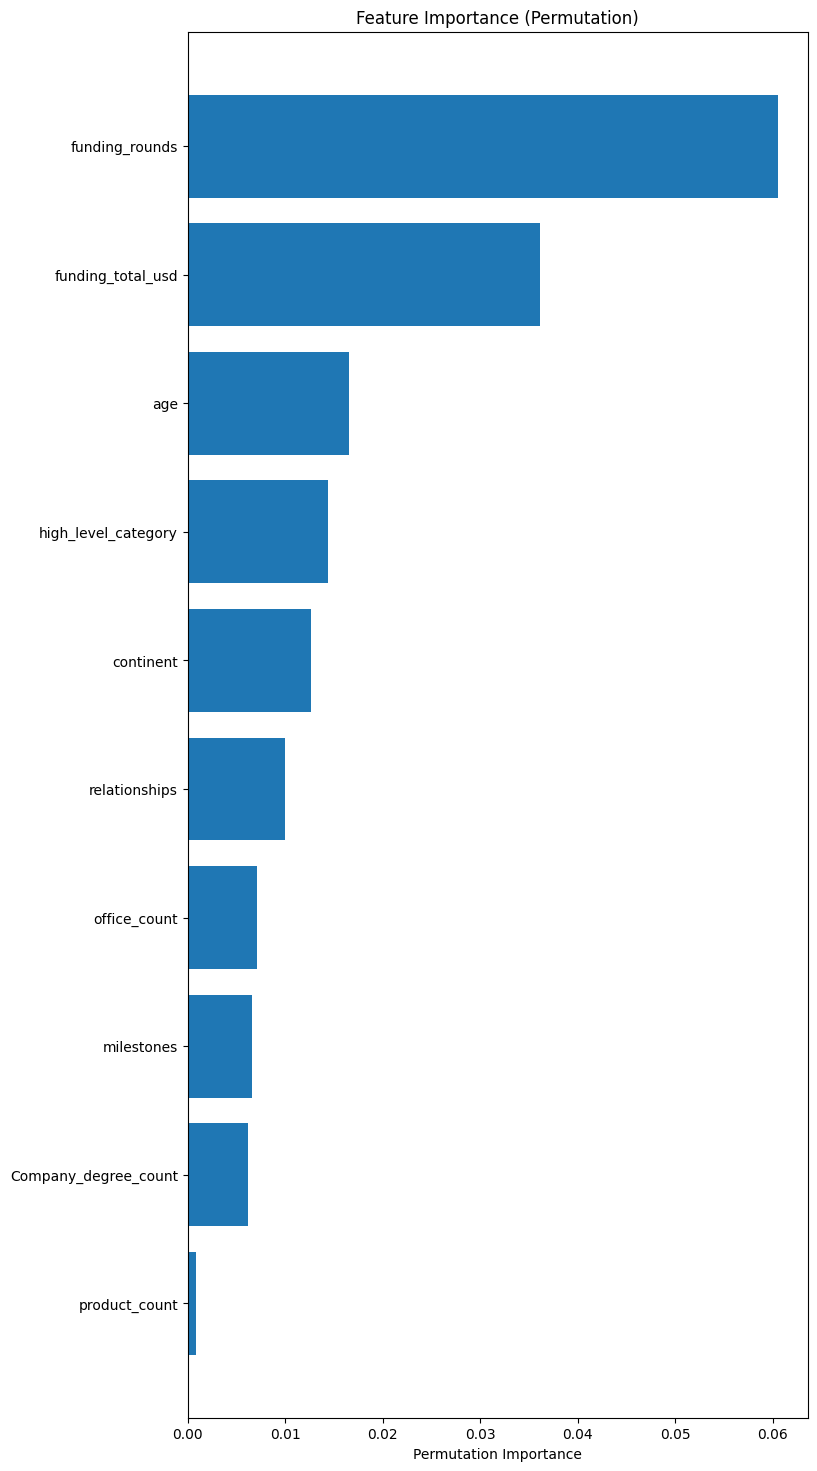 Feature Importance (Permutation)
funding_rounds
funding_total_usd
age
high_level_category
continent
relationships
office_count
milestones
Company_degree_count
product_count
0.00 0.01 0.02 0.03 0.04 0.05 0.06
Permutation Importance